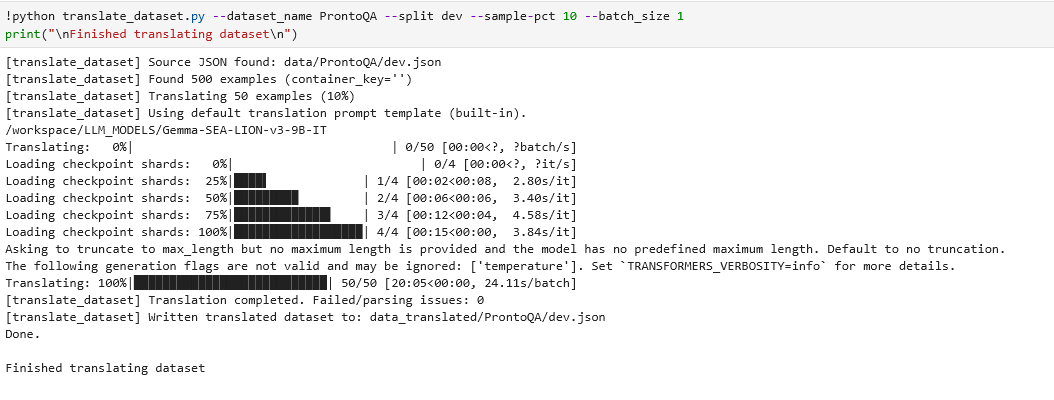 !python translate_dataset.py --dataset_name ProntoQA --split dev --sample-pct 10 --batch_size 1
print("\nFinished translating dataset\n")
[translate_dataset] Source JSON found: data/ProntoQA/dev.json
[translate_dataset] Found 500 examples (container_key='')
[translate_dataset] Translating 50 examples (10%)
[translate_dataset] Using default translation prompt template (built-in).
/workspace/LLM_MODELS/Gemma-SEA-LION-v3-9B-IT
Translating:   0%|                                    | 0/50 [00:00<?, ?batch/s]
Loading checkpoint shards:   0%|                          | 0/4 [00:00<?, ?it/s]
Loading checkpoint shards:  25%|████▌             | 1/4 [00:02<00:08,  2.80s/it]
Loading checkpoint shards:  50%|█████████         | 2/4 [00:06<00:06,  3.40s/it]
Loading checkpoint shards:  75%|█████████████▌    | 3/4 [00:12<00:04,  4.58s/it]
Loading checkpoint shards: 100%|██████████████████| 4/4 [00:15<00:00,  3.84s/it]
Asking to truncate to max_length but no maximum length is provided and the model has no predefined maximum length. Default to no truncation.
The following generation flags are not valid and may be ignored: ['temperature']. Set `TRANSFORMERS_VERBOSITY=info` for more details.
Translating: 100%|███████████████████████████| 50/50 [20:05<00:00, 24.11s/batch]
[translate_dataset] Translation completed. Failed/parsing issues: 0
[translate_dataset] Written translated dataset to: data_translated/ProntoQA/dev.json
Done.
Finished translating dataset